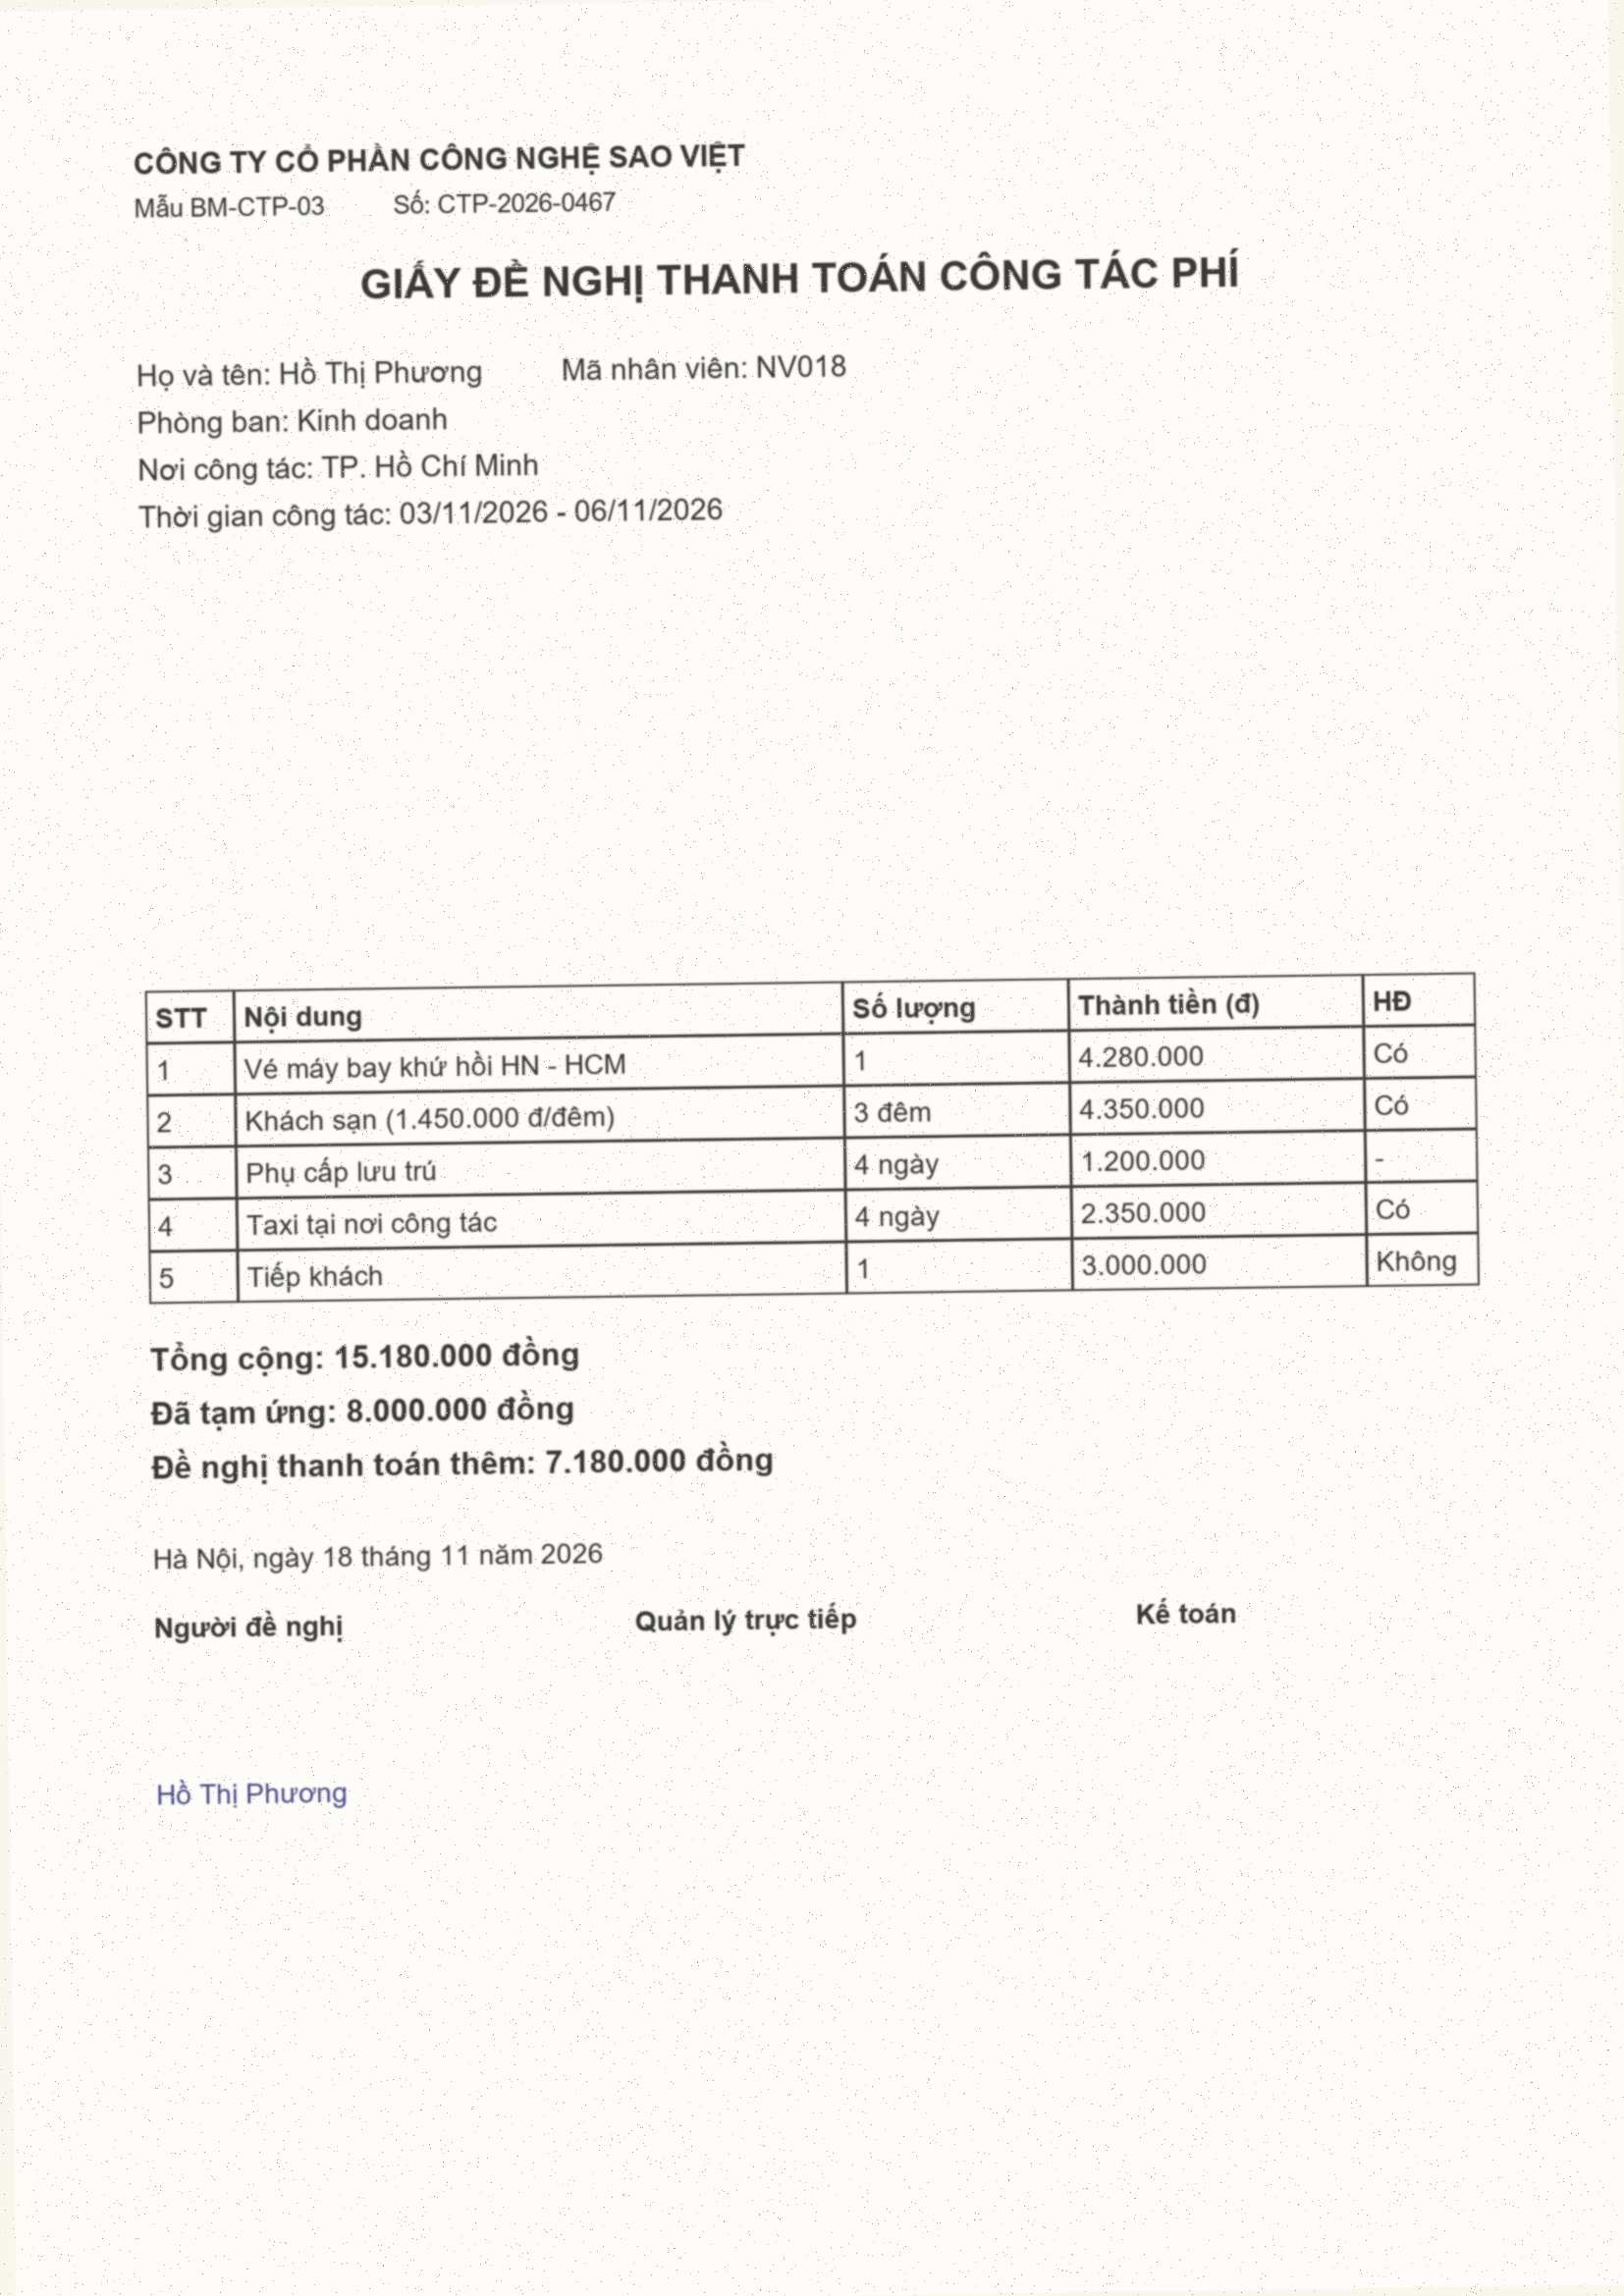 CÔNG TY CỔ PHẦN CÔNG NGHỆ SAO VIỆT
Mẫu BM-CTP-03 Số: CTP-2026-0467
GIẤY ĐỀ NGHỊ THANH TOÁN CÔNG TÁC PHÍ
Họ và tên: Hồ Thị Phương Mã nhân viên: NV018
Phòng ban: Kinh doanh
Nơi công tác: TP. Hồ Chí Minh
Thời gian công tác: 03/11/2026 - 06/11/2026
STT Nội dung Số lượng Thành tiền (đ) HĐ
1 Vé máy bay khứ hồi HN - HCM 1 4.280.000 Có
2 Khách sạn (1.450.000 đ/đêm) 3 đêm 4.350.000 Có
3 Phụ cấp lưu trú 4 ngày 1.200.000 -
4 Taxi tại nơi công tác 4 ngày 2.350.000 Có
5 Tiếp khách 1 3.000.000 Không
Tổng cộng: 15.180.000 đồng
Đã tạm ứng: 8.000.000 đồng
Đề nghị thanh toán thêm: 7.180.000 đồng
Hà Nội, ngày 18 tháng 11 năm 2026
Người đề nghị Quản lý trực tiếp Kế toán
Hồ Thị Phương